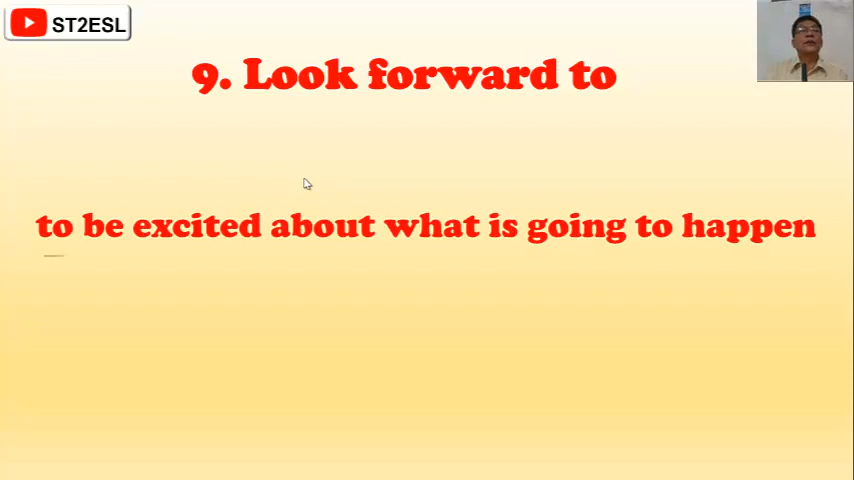 ST2ESL
9. Look forward to
to be excited about what is going to happen